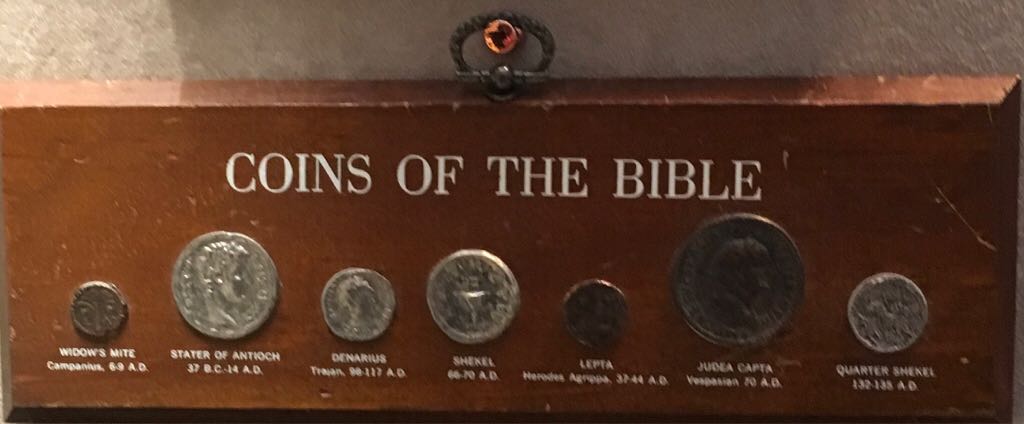 COINS OF THE BIBLE
WIDOW'S MITE
Campanius, 6-9 A.D.
STATER OF ANTIOCH
37 B.C.-14 A.D.
DENARIUS
Trajan, 98-117 A.D.
SHEKEL
66-70 A.D.
LEPTA
Herodes Agrippa, 37-44 A.D.
JUDEA CAPTA
Vespasian 70 A.D.
QUARTER SHEKEL
132-135 A.D.